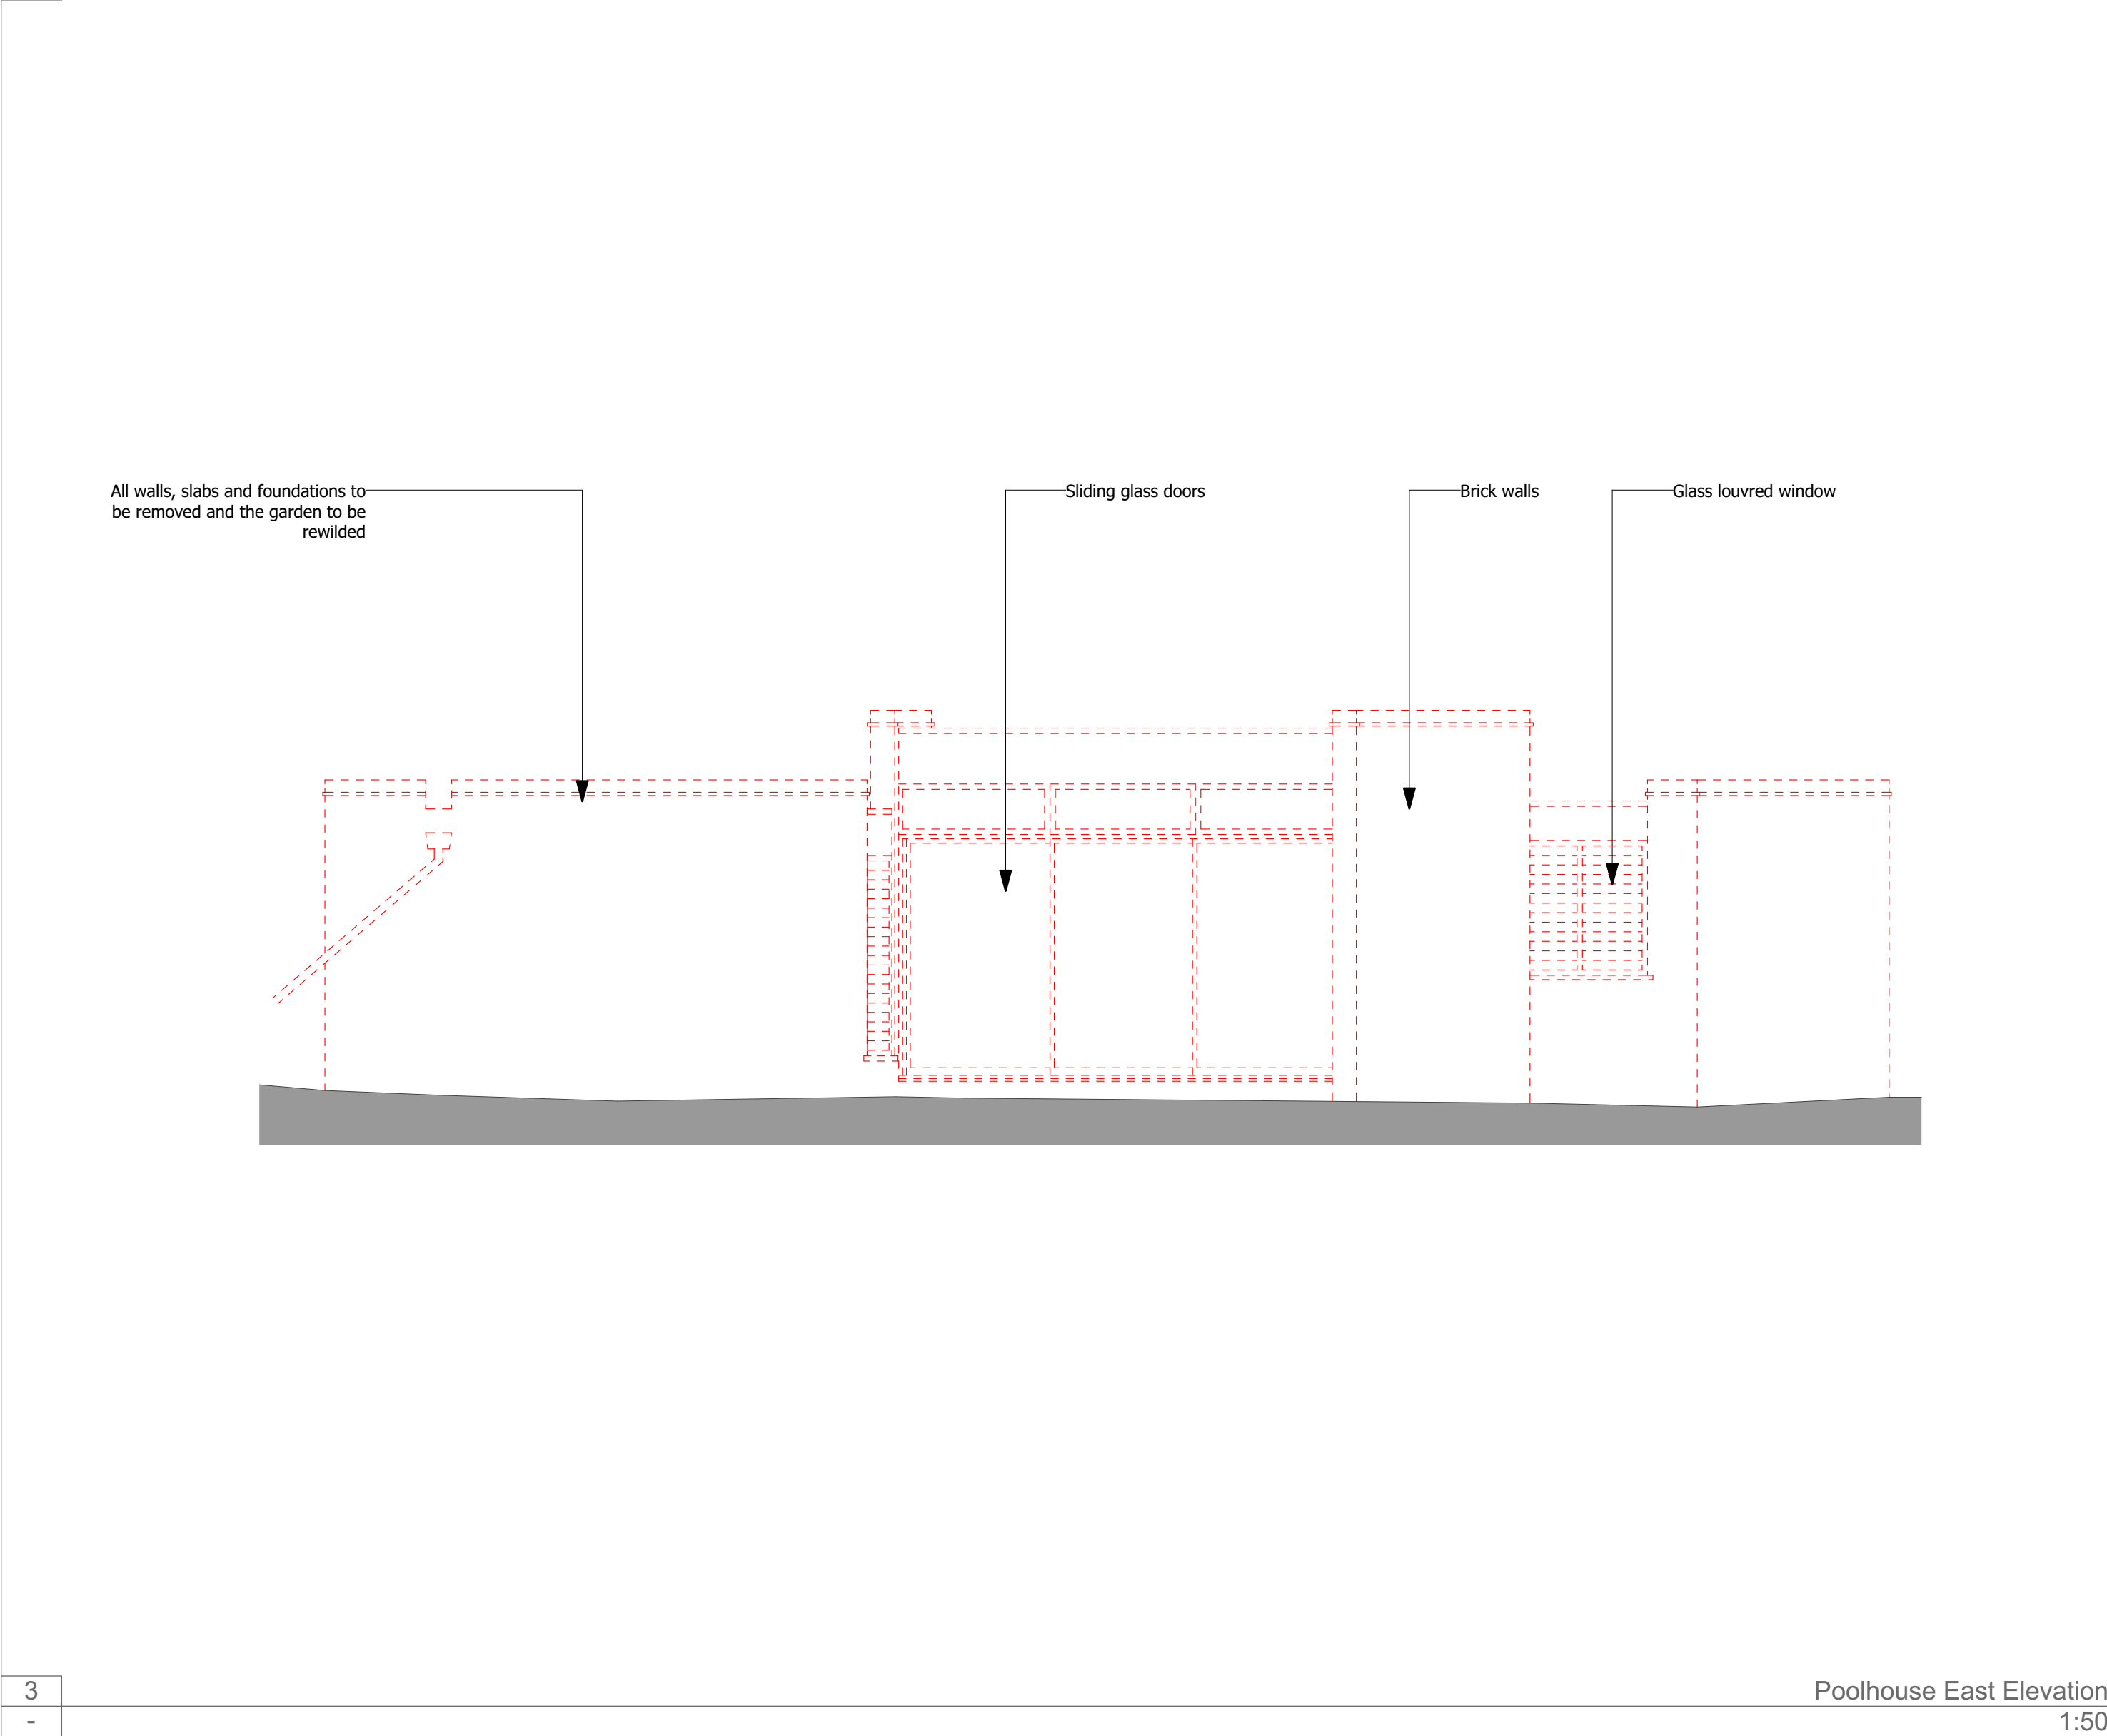 All walls, slabs and foundations to
be removed and the garden to be
rewilded
Sliding glass doors
Brick walls
Glass louvred window
3
-
Poolhouse East Elevation
1:50